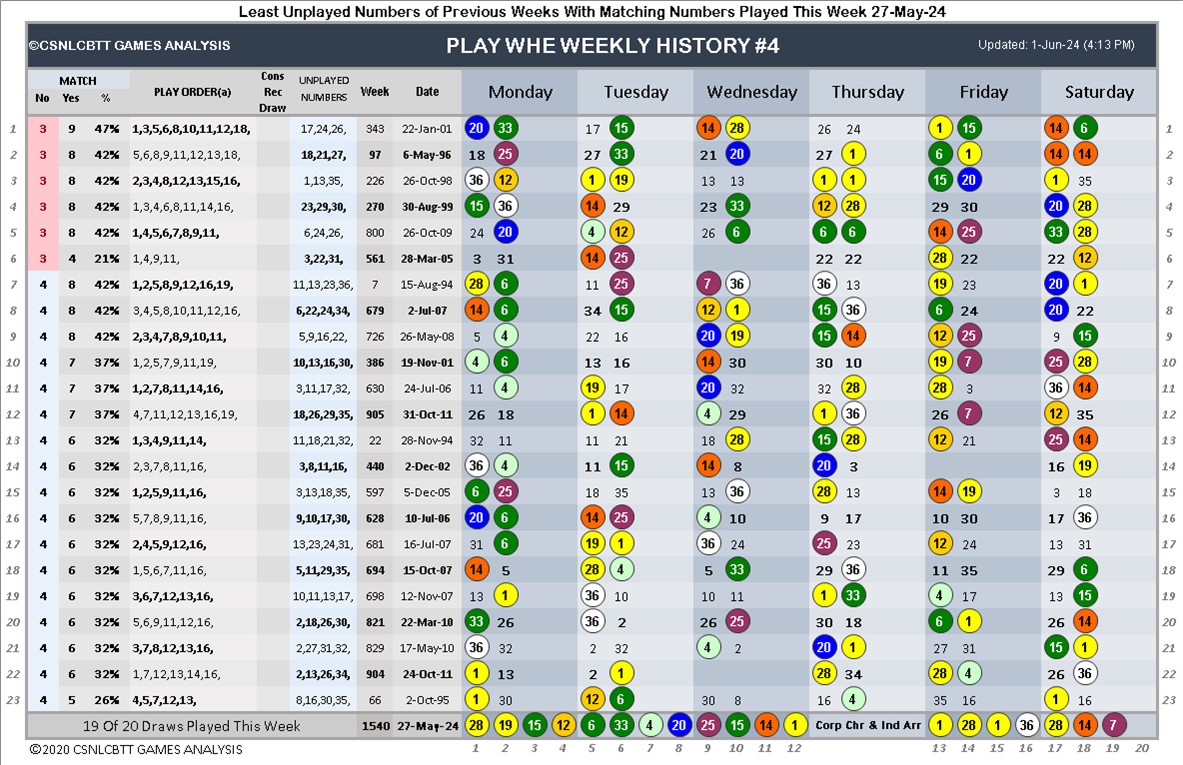 Least Unplayed Numbers of Previous Weeks With Matching Numbers Played This Week 27-May-24
©CSNLCBTT GAMES ANALYSIS PLAY WHE WEEKLY HISTORY #4 Updated: 1-Jun-24 (4:13 PM)
MATCH
No Yes % PLAY ORDER(a) Cons Rec Draw UNPLAYED NUMBERS Week Date Monday Tuesday Wednesday Thursday Friday Saturday
1 3 9 47% 1,3,5,6,8,10,11,12,18, 17,24,26, 343 22-Jan-01 20 33 17 15 14 28 26 24 1 15 14 6 1
2 3 8 42% 5,6,8,9,11,12,13,18, 18,21,27, 97 6-May-96 18 25 27 33 21 20 27 1 6 1 14 14 2
3 3 8 42% 2,3,4,8,12,13,15,16, 1,13,35, 226 26-Oct-98 36 12 1 19 13 13 1 1 15 20 1 35 3
4 3 8 42% 1,3,4,6,8,11,14,16, 23,29,30, 270 30-Aug-99 15 36 14 29 23 33 12 28 29 30 20 28 4
5 3 8 42% 1,4,5,6,7,8,9,11, 6,24,26, 800 26-Oct-09 24 20 4 12 26 6 6 6 14 25 33 28 5
6 3 4 21% 1,4,9,11, 3,22,31, 561 28-Mar-05 3 31 14 25 22 22 28 22 22 12 6
7 4 8 42% 1,2,5,8,9,12,16,19, 11,13,23,36, 7 15-Aug-94 28 6 11 25 7 36 36 13 19 23 20 1 7
8 4 8 42% 3,4,5,8,10,11,12,16, 6,22,24,34, 679 2-Jul-07 14 6 34 15 12 1 15 36 6 24 20 22 8
9 4 8 42% 2,3,4,7,8,9,10,11, 5,9,16,22, 726 26-May-08 5 4 22 16 20 19 15 14 12 25 9 15 9
10 4 7 37% 1,2,5,7,9,11,19, 10,13,16,30, 386 19-Nov-01 4 6 13 16 14 30 30 10 19 7 25 28 10
11 4 7 37% 1,2,7,8,11,14,16, 3,11,17,32, 630 24-Jul-06 11 4 19 17 20 32 32 28 28 3 36 14 11
12 4 7 37% 4,7,11,12,13,16,19, 18,26,29,35, 905 31-Oct-11 26 18 1 14 4 29 1 36 26 7 12 35 12
13 4 6 32% 1,3,4,9,11,14, 11,18,21,32, 22 28-Nov-94 32 11 11 21 18 28 15 28 12 21 25 14 13
14 4 6 32% 2,3,7,8,11,16, 3,8,11,16, 440 2-Dec-02 36 4 11 15 14 8 20 3 16 19 14
15 4 6 32% 1,2,5,9,11,16, 3,13,18,35, 597 5-Dec-05 6 25 18 35 13 36 28 13 14 19 3 18 15
16 4 6 32% 5,7,8,9,11,16, 9,10,17,30, 628 10-Jul-06 20 6 14 25 4 10 9 17 10 30 17 36 16
17 4 6 32% 2,4,5,9,12,16, 13,23,24,31, 681 16-Jul-07 31 6 19 1 36 24 25 23 12 24 13 31 17
18 4 6 32% 1,5,6,7,11,16, 5,11,29,35, 694 15-Oct-07 14 5 28 4 5 33 29 36 11 35 29 6 18
19 4 6 32% 3,6,7,12,13,16, 10,11,13,17, 698 12-Nov-07 13 1 36 10 10 11 1 33 4 17 13 15 19
20 4 6 32% 5,6,9,11,12,16, 2,18,26,30, 821 22-Mar-10 33 26 36 2 26 25 30 18 6 1 26 14 20
21 4 6 32% 3,7,8,12,13,16, 2,27,31,32, 829 17-May-10 36 32 2 32 4 2 20 1 27 31 15 1 21
22 4 6 32% 1,7,12,13,14,16, 2,13,26,34, 904 24-Oct-11 1 13 2 1 28 34 28 4 26 36 22
23 4 5 26% 4,5,7,12,13, 8,16,30,35, 66 2-Oct-95 1 30 12 6 30 8 16 4 35 16 1 16 23
19 Of 20 Draws Played This Week 1540 27-May-24 28 19 15 12 6 33 4 20 25 15 14 1 Corp Chr & Ind Arr 1 28 1 36 28 14 7
©2020 CSNLCBTT GAMES ANALYSIS 1 2 3 4 5 6 7 8 9 10 11 12 13 14 15 16 17 18 19 20